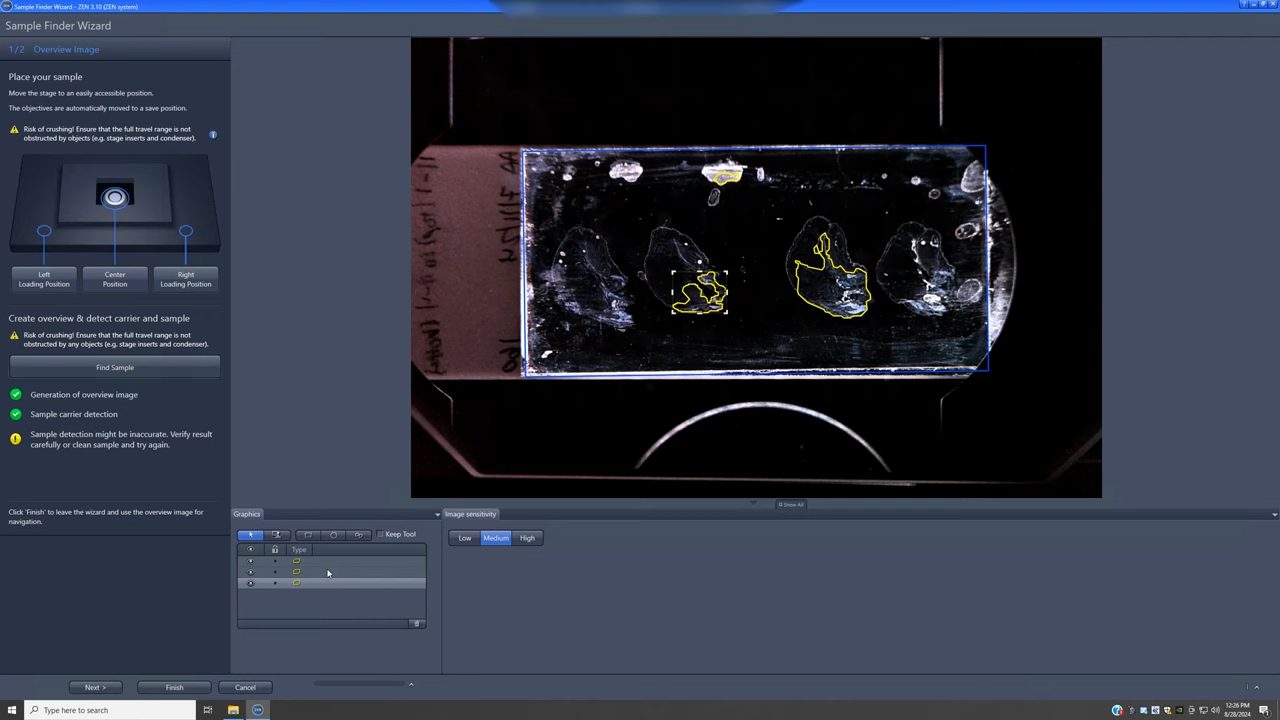 Sample Finder Wizard - ZEN 3.10 (ZEN system)
Sample Finder Wizard
1/2 Overview Image
Place your sample
Move the stage to an easily accessible position.
The objectives are automatically moved to a save position.
Risk of crushing! Ensure that the full travel range is not
obstructed by objects (e.g. stage inserts and condenser).
Left
Loading Position
Center
Position
Right
Loading Position
Create overview & detect carrier and sample
Risk of crushing! Ensure that the full travel range is not
obstructed by any objects (e.g. stage inserts and condenser).
Find Sample
Generation of overview image
Sample carrier detection
Sample detection might be inaccurate. Verify result
carefully or clean sample and try again.
Click 'Finish' to leave the wizard and use the overview image for
navigation.
Show All
Graphics
Keep Tool
Type
Image sensitivity
Low
Medium
High
Next >
Finish
Cancel
Type here to search
12:26 PM
8/28/2024